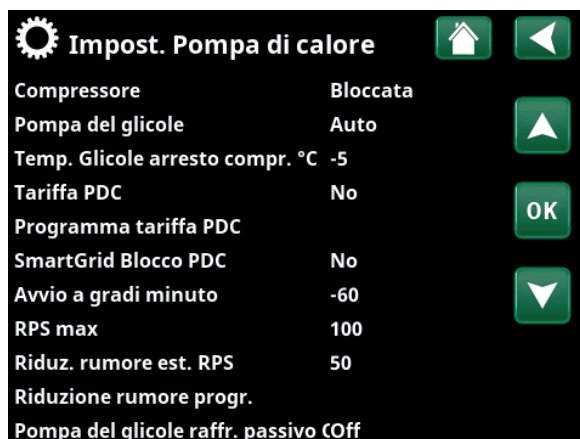 Impost. Pompa di calore
Compressore Bloccata
Pompa del glicole Auto
Temp. Glicole arresto compr. °C -5
Tariffa PDC No
Programma tariffa PDC
OK
SmartGrid Blocco PDC No
Avvio a gradi minuto -60
RPS max 100
Riduz. rumore est. RPS 50
Riduzione rumore progr.
Pompa del glicole raffr. passivo (Off